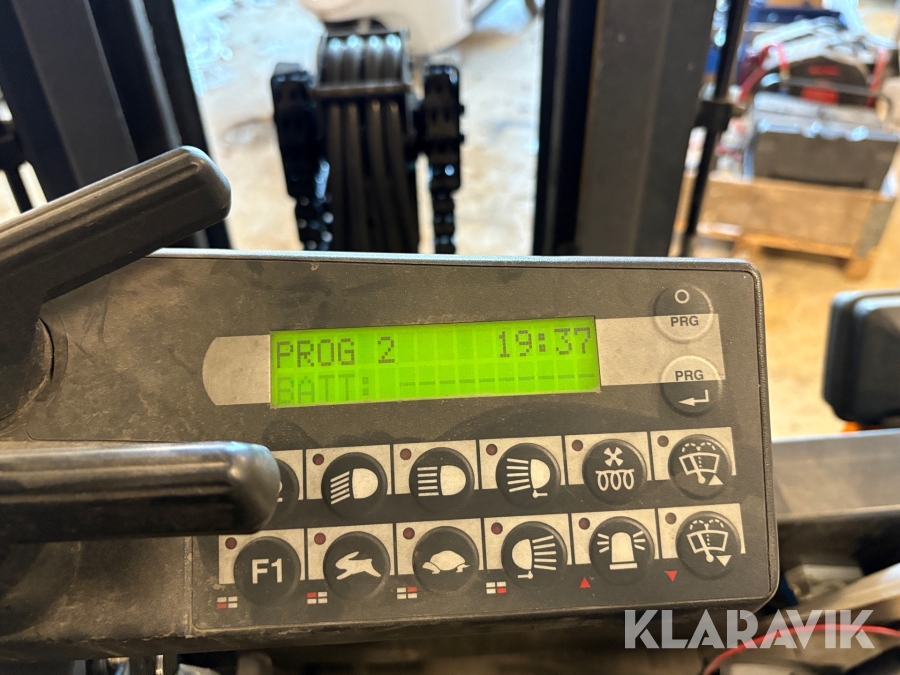 PRG
PROG 2 19:37
PRG
BATT:
F1
KLARAVIK